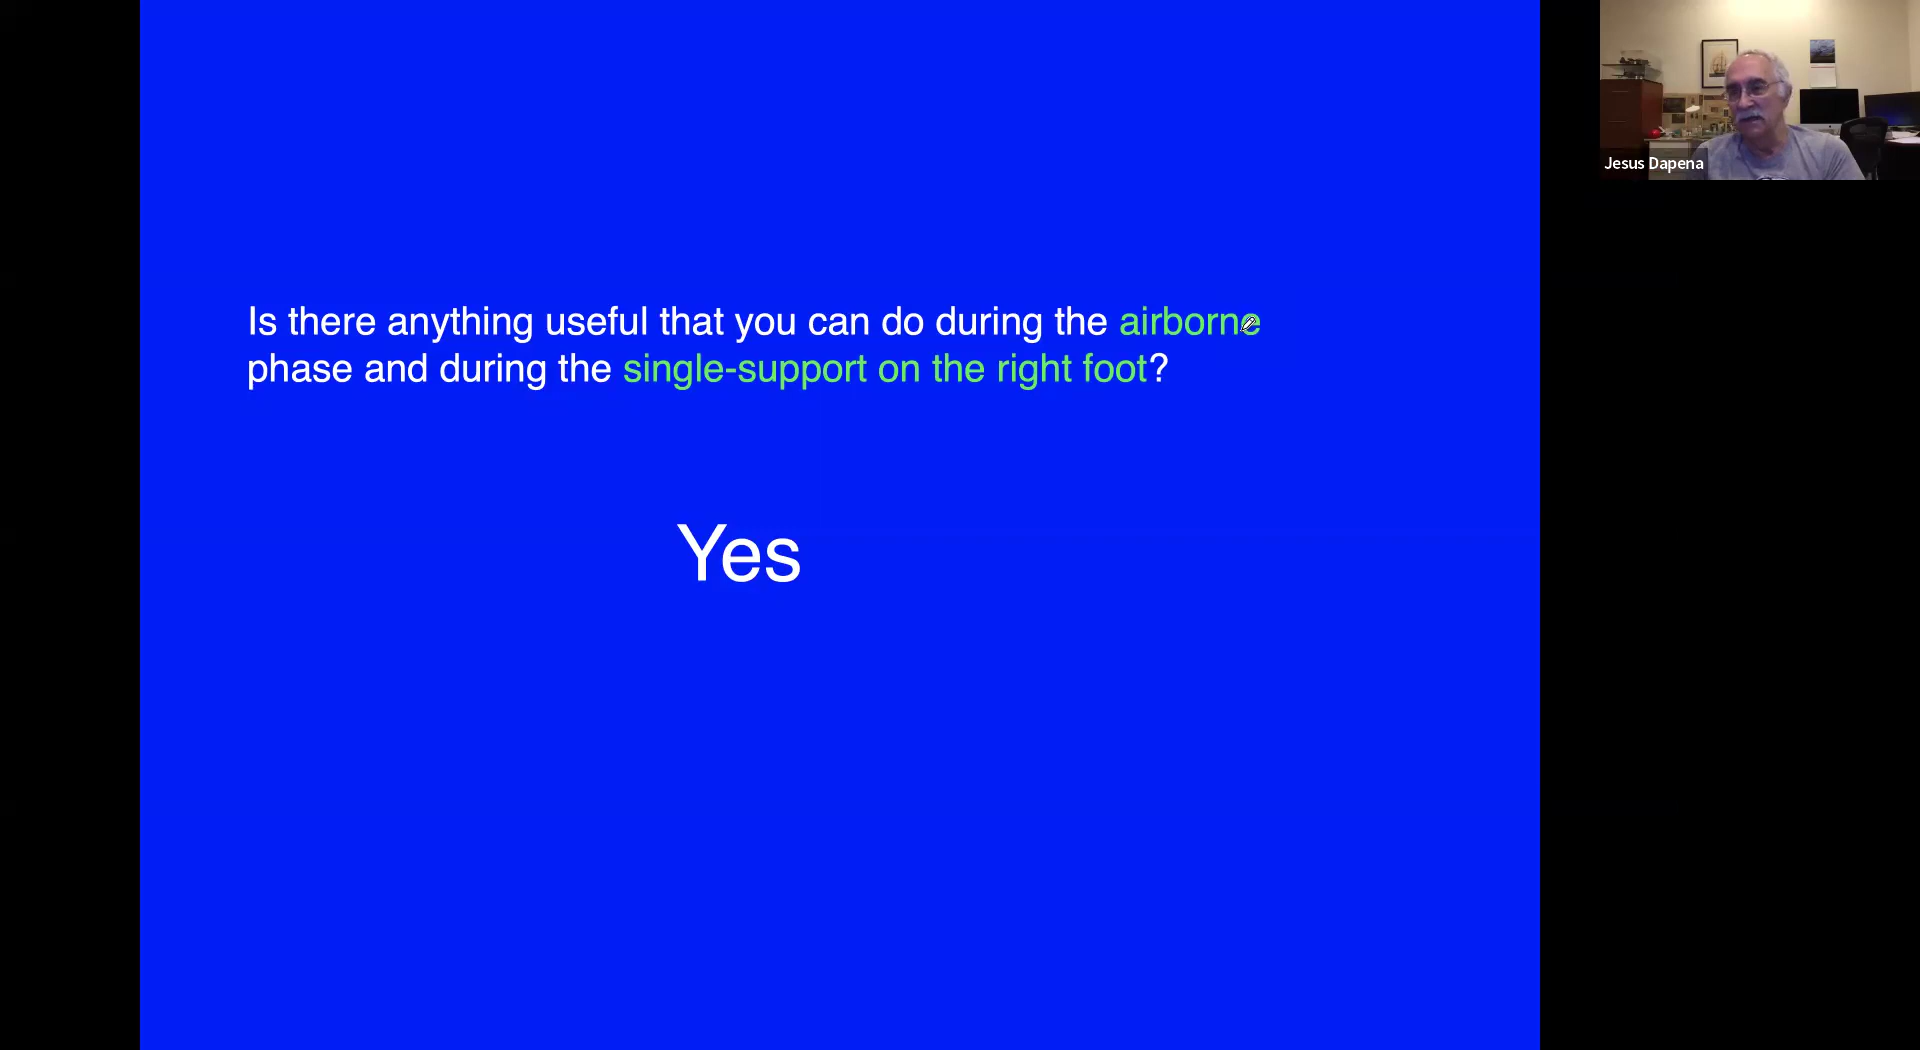 Is there anything useful that you can do during the airborne
phase and during the single-support on the right foot?
Yes
Jesus Dapena